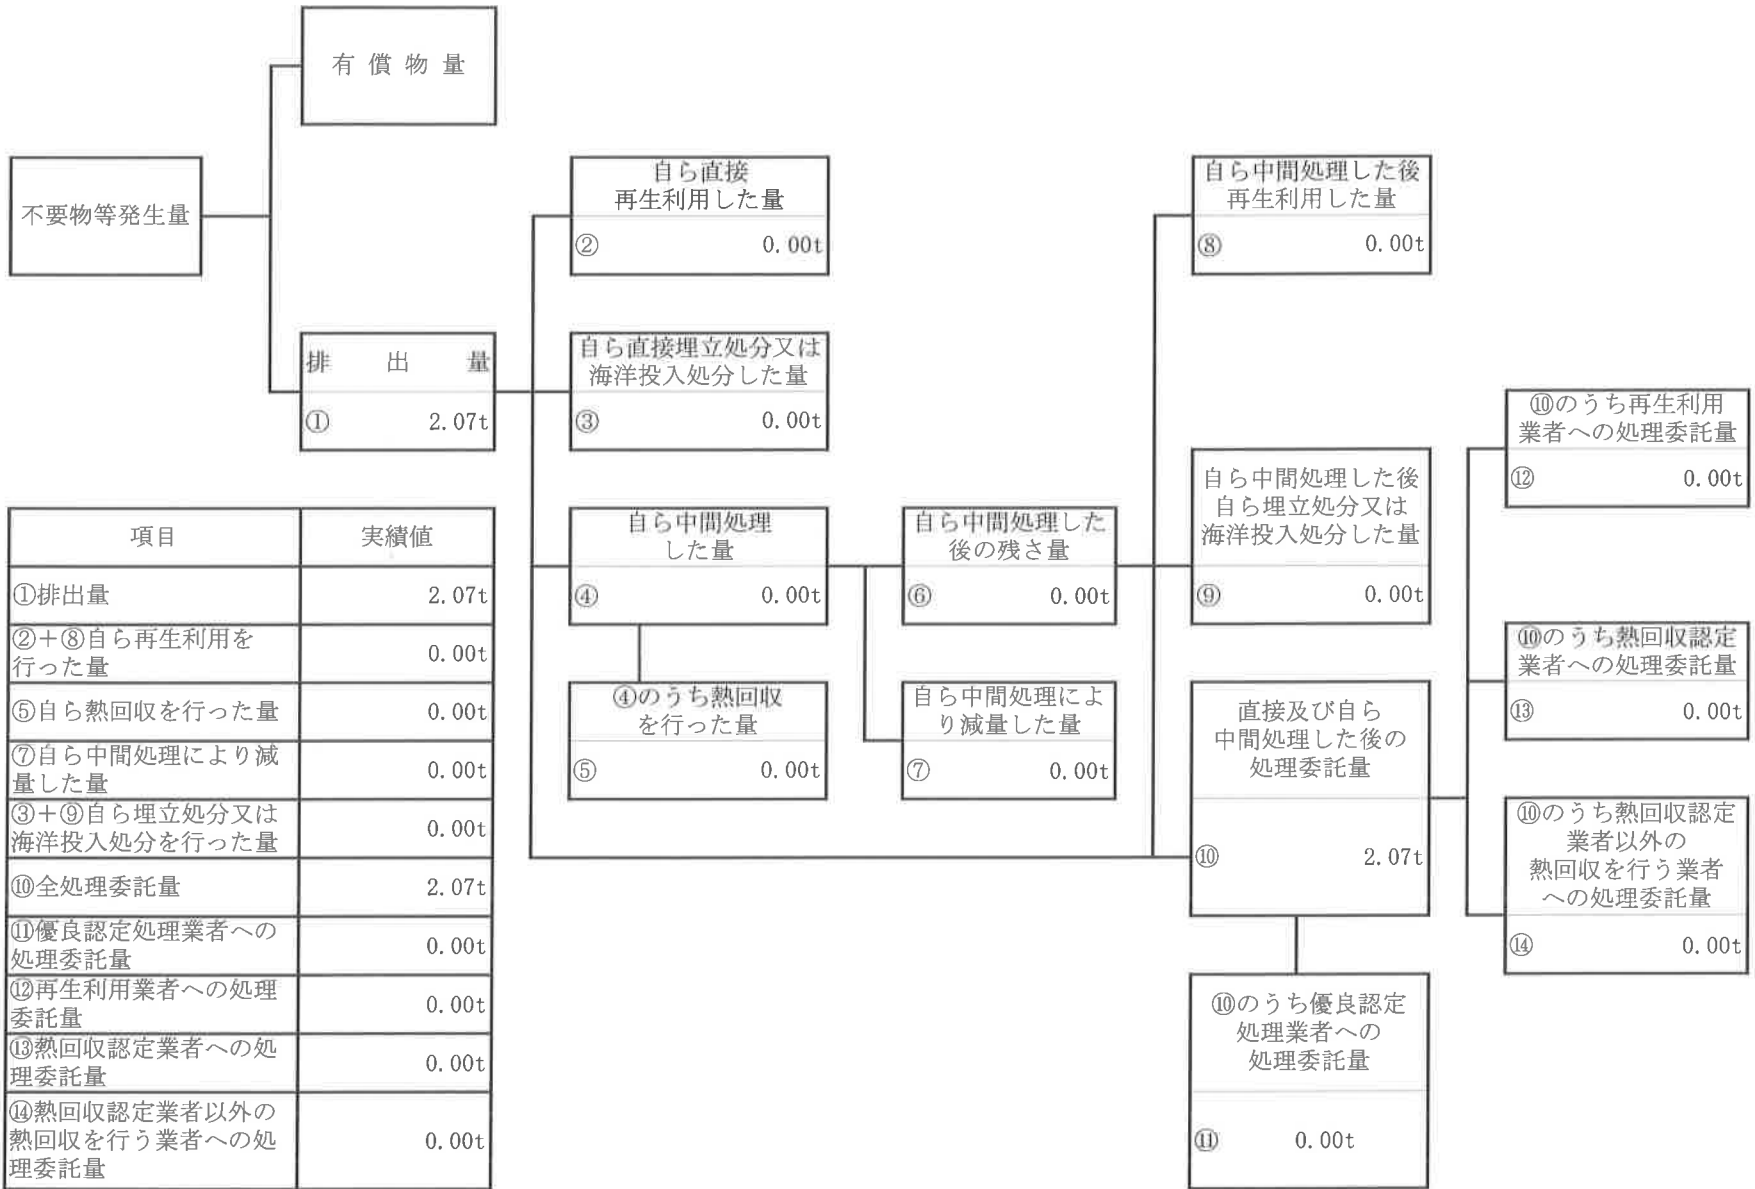 有 償 物 量
不要物等発生量
排 出 量
① 2.07t
自ら直接
再生利用した量
② 0.00t
自ら直接埋立処分又は
海洋投入処分した量
③ 0.00t
自ら中間処理
した量
④ 0.00t
④のうち熱回収
を行った量
⑤ 0.00t
自ら中間処理した
後の残さ量
⑥ 0.00t
自ら中間処理によ
り減量した量
⑦ 0.00t
自ら中間処理した後
再生利用した量
⑧ 0.00t
自ら中間処理した後
自ら埋立処分又は
海洋投入処分した量
⑨ 0.00t
直接及び自ら
中間処理した後の
処理委託量
⑩ 2.07t
⑩のうち優良認定
処理業者への
処理委託量
⑪ 0.00t
⑩のうち再生利用
業者への処理委託量
⑫ 0.00t
⑩のうち熱回収認定
業者への処理委託量
⑬ 0.00t
⑩のうち熱回収認定
業者以外の
熱回収を行う業者
への処理委託量
⑭ 0.00t
項目 実績値
①排出量 2.07t
②+⑧自ら再生利用を
行った量 0.00t
⑤自ら熱回収を行った量 0.00t
⑦自ら中間処理により減
量した量 0.00t
③+⑨自ら埋立処分又は
海洋投入処分を行った量 0.00t
⑩全処理委託量 2.07t
⑪優良認定処理業者への
処理委託量 0.00t
⑫再生利用業者への処理
委託量 0.00t
⑬熱回収認定業者への処
理委託量 0.00t
⑭熱回収認定業者以外の
熱回収を行う業者への処
理委託量 0.00t